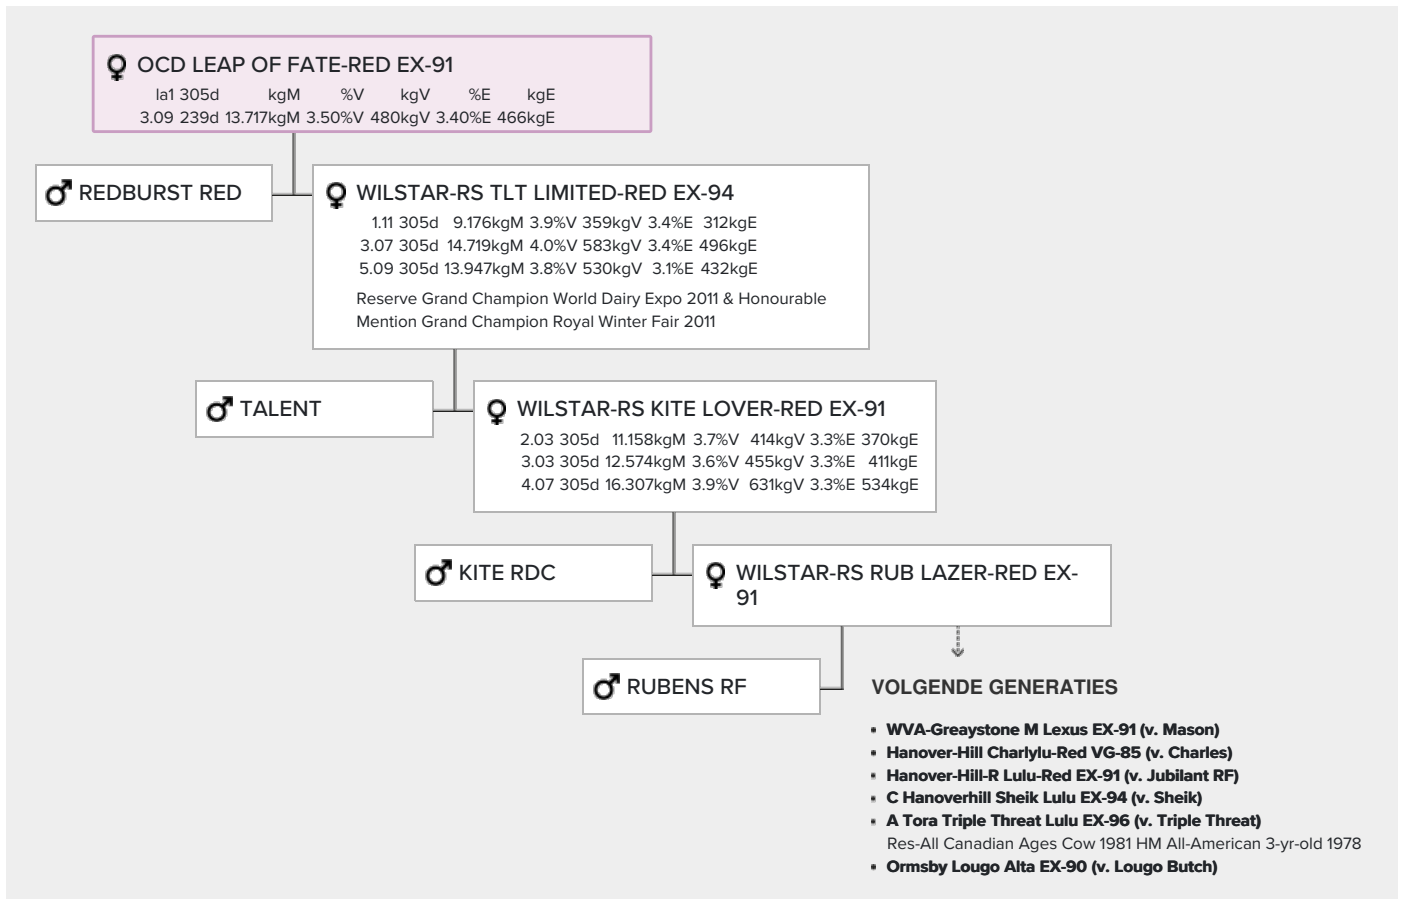 OCD LEAP OF FATE-RED EX-91
la1 305d kgM %V kgV %E kgE
3.09 239d 13.717kgM 3.50%V 480kgV 3.40%E 466kgE
REDBURST RED
WILSTAR-RS TLT LIMITED-RED EX-94
1.11 305d 9.176kgM 3.9%V 359kgV 3.4%E 312kgE
3.07 305d 14.719kgM 4.0%V 583kgV 3.4%E 496kgE
5.09 305d 13.947kgM 3.8%V 530kgV 3.1%E 432kgE
Reserve Grand Champion World Dairy Expo 2011 & Honourable
Mention Grand Champion Royal Winter Fair 2011
TALENT
WILSTAR-RS KITE LOVER-RED EX-91
2.03 305d 11.158kgM 3.7%V 414kgV 3.3%E 370kgE
3.03 305d 12.574kgM 3.6%V 455kgV 3.3%E 411kgE
4.07 305d 16.307kgM 3.9%V 631kgV 3.3%E 534kgE
KITE RDC
WILSTAR-RS RUB LAZER-RED EX-
91
RUBENS RF
VOLGENDE GENERATIES
• WVA-Greaystone M Lexus EX-91 (v. Mason)
• Hanover-Hill Charlylu-Red VG-85 (v. Charles)
• Hanover-Hill-R Lulu-Red EX-91 (v. Jubilant RF)
• C Hanoverhill Sheik Lulu EX-94 (v. Sheik)
• A Tora Triple Threat Lulu EX-96 (v. Triple Threat)
Res-All Canadian Ages Cow 1981 HM All-American 3-yr-old 1978
• Ormsby Lougo Alta EX-90 (v. Lougo Butch)